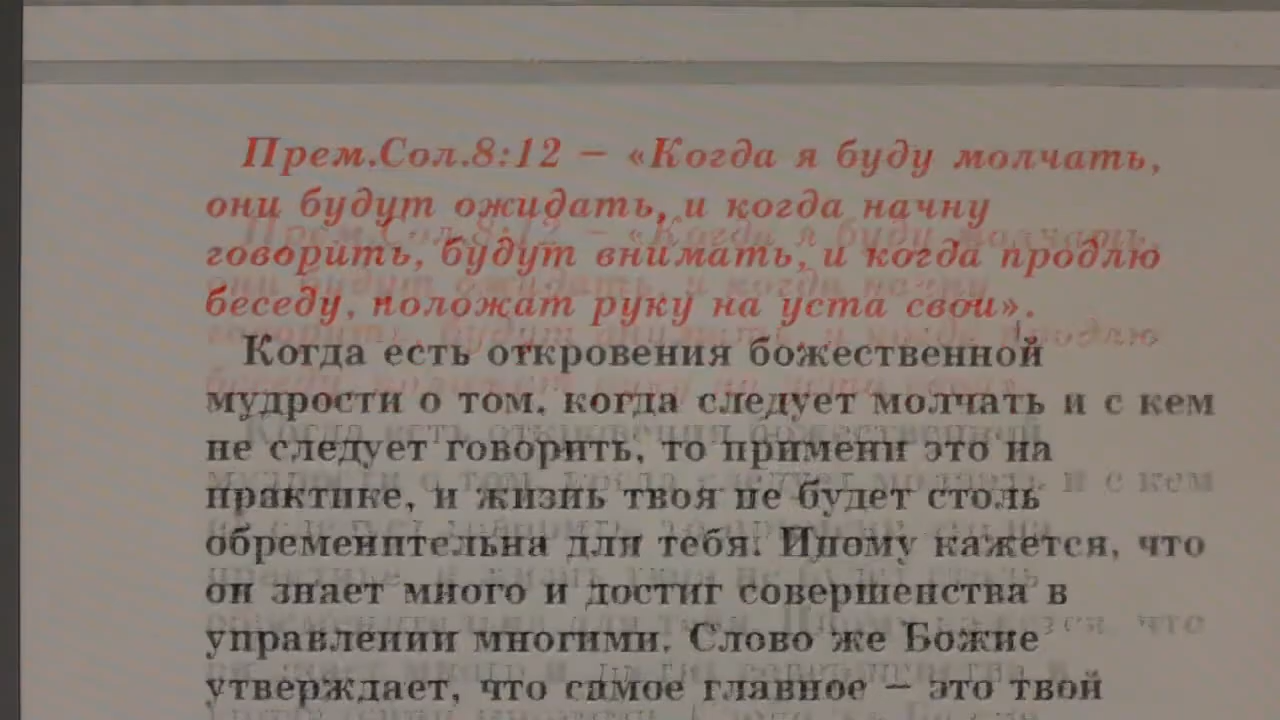 Прем.Сол.8:12 – «Когда я буду молчать,
они будут ожидать, и когда начну
говорить, будут внимать, и когда продлю
беседу, положат руку на уста свои».
Когда есть откровения божественной
мудрости о том, когда следует молчать и с кем
не следует говорить, то примени это на
практике, и жизнь твоя не будет столь
обременительна для тебя. Иному кажется, что
он знает много и достиг совершенства в
управлении многими. Слово же Божие
утверждает, что самое главное – это твой